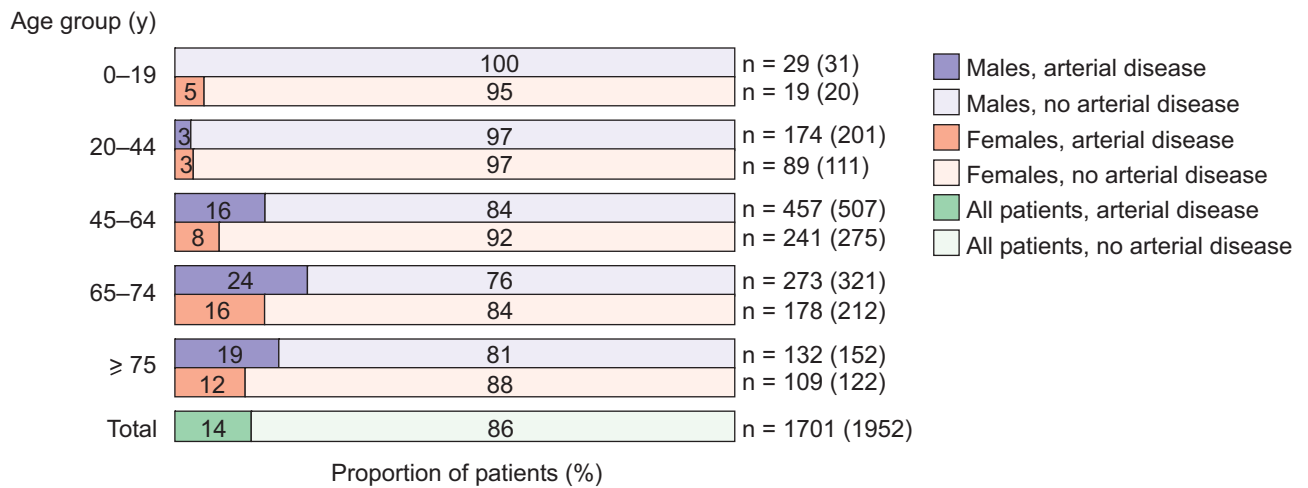 Age group (y)
0–19
100
n = 29 (31)
5 95
n = 19 (20)
20–44
3 97
n = 174 (201)
3 97
n = 89 (111)
45–64
16 84
n = 457 (507)
8 92
n = 241 (275)
65–74
24 76
n = 273 (321)
16 84
n = 178 (212)
⩾ 75
19 81
n = 132 (152)
12 88
n = 109 (122)
Total
14 86
n = 1701 (1952)
Proportion of patients (%)
Males, arterial disease
Males, no arterial disease
Females, arterial disease
Females, no arterial disease
All patients, arterial disease
All patients, no arterial disease